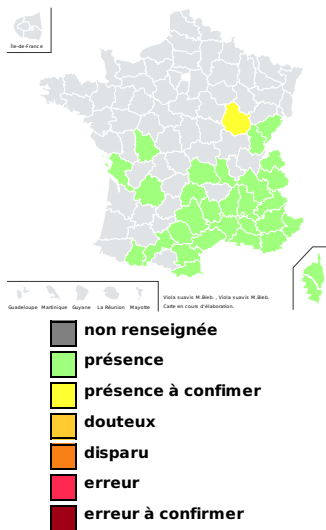 Île-de-France
Guadeloupe Martinique Guyane La Réunion Mayotte
Viola suavis M.Bieb. , Viola suavis M.Bieb.
Carte en cours d'élaboration.
non renseignée
présence
présence à confimer
douteux
disparu
erreur
erreur à confirmer